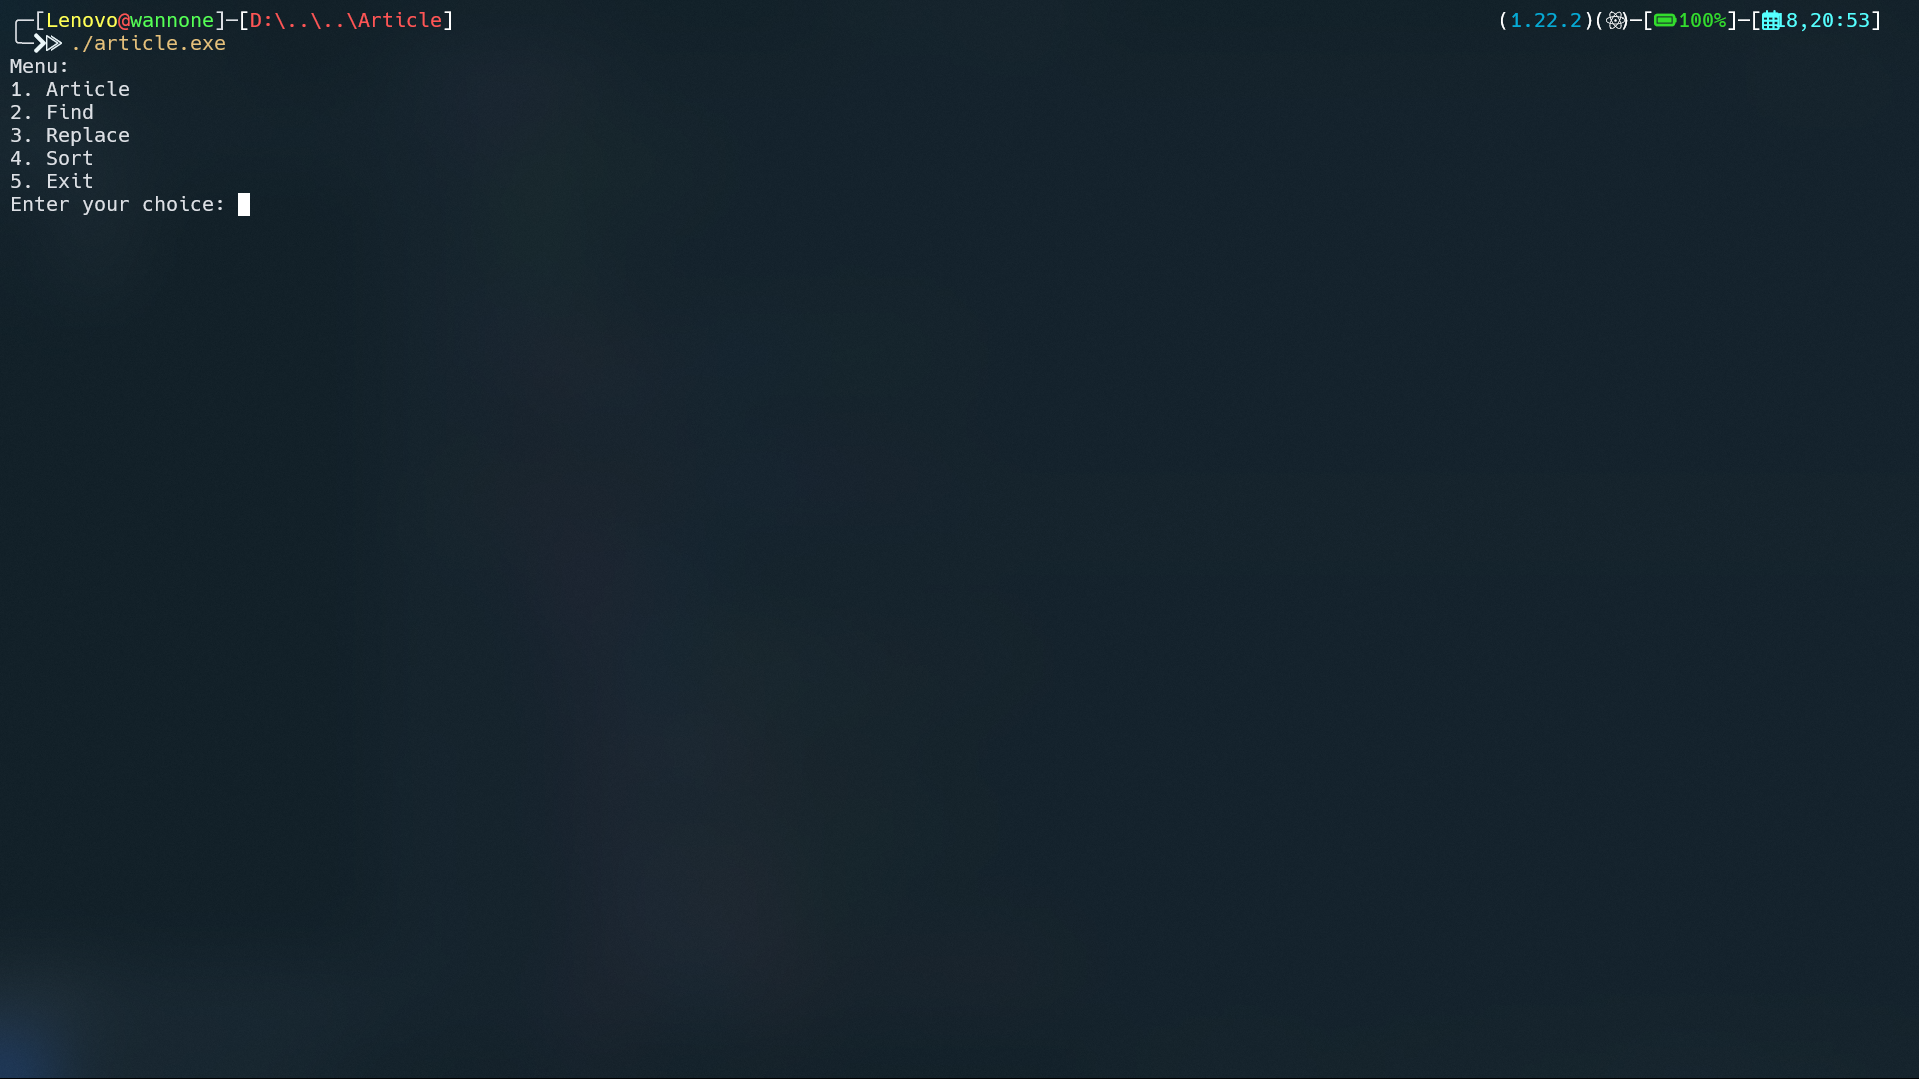 [Lenovo@wannone]-[D:\..\..\Article] (1.22.2)()-[100%]-[18,20:53]
./article.exe
Menu:
1. Article
2. Find
3. Replace
4. Sort
5. Exit
Enter your choice: